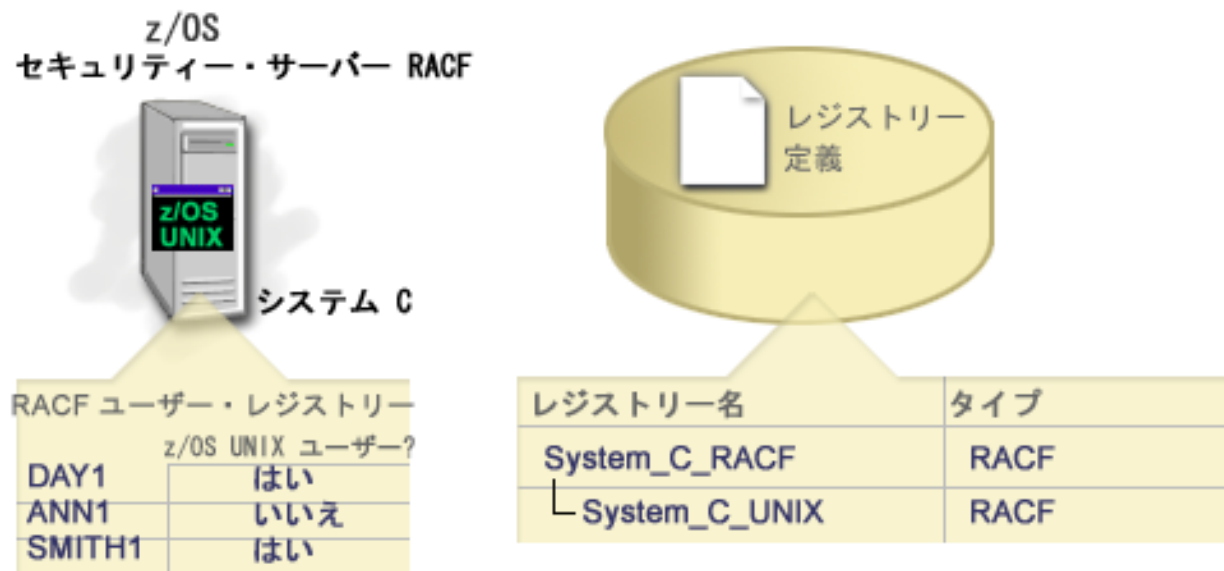 z/OS
セキュリティー・サーバー RACF
z/OS
UNIX
システム C
RACF ユーザー・レジストリー
z/OS UNIX ユーザー?
DAY1 はい
ANN1 いいえ
SMITH1 はい
レジストリー
定義
レジストリー名 タイプ
System_C_RACF RACF
System_C_UNIX RACF